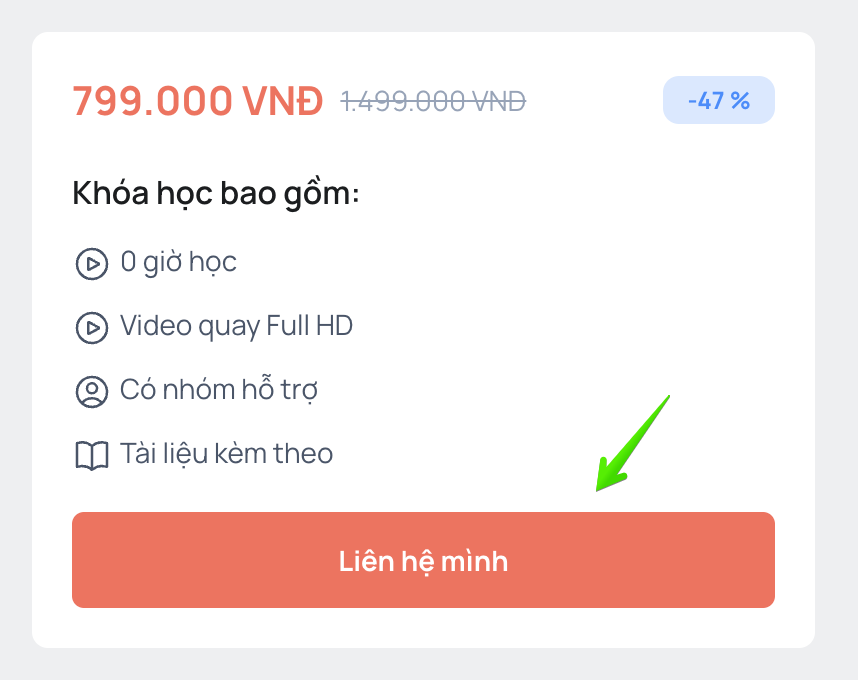 799.000 VNĐ 1.499.000 VNĐ -47 %
Khóa học bao gồm:
0 giờ học
Video quay Full HD
Có nhóm hỗ trợ
Tài liệu kèm theo
Liên hệ mình